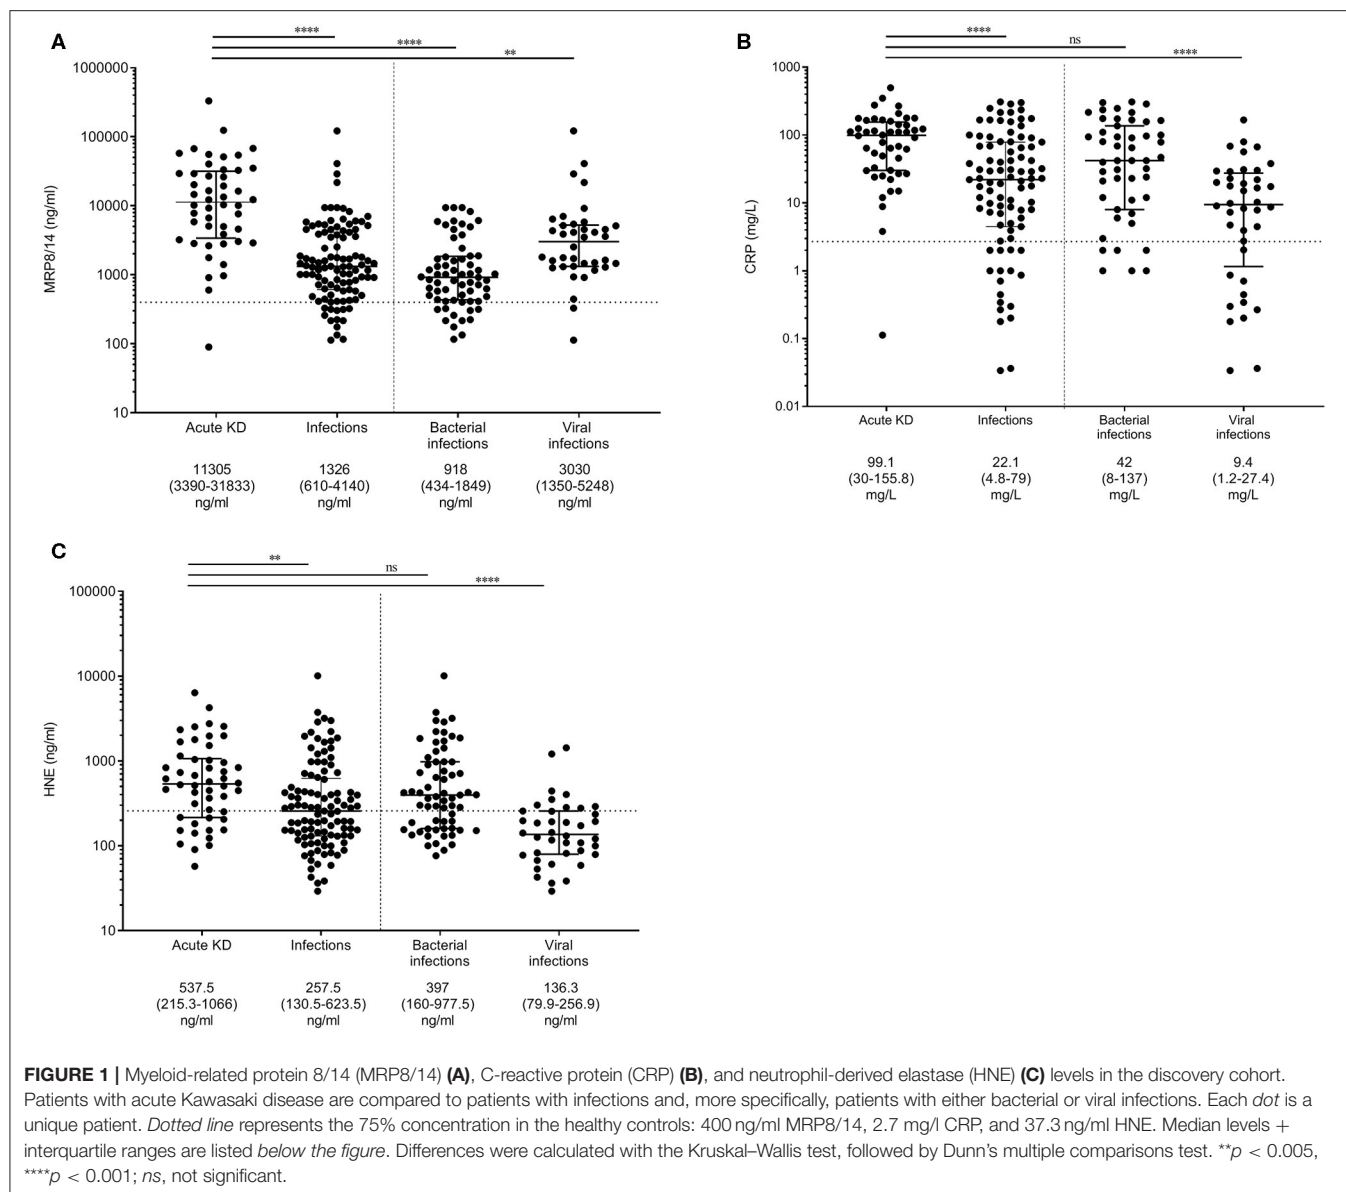 A
****
****
**
1000000
100000
10000
1000
100
10
MRP8/14 (ng/ml)
Acute KD
Infections
Bacterial
infections
Viral
infections
11305
(3390-31833)
ng/ml
1326
(610-4140)
ng/ml
918
(434-1849)
ng/ml
3030
(1350-5248)
ng/ml
B
****
ns
****
1000
100
10
1
0.1
0.01
CRP (mg/L)
Acute KD
Infections
Bacterial
infections
Viral
infections
99.1
(30-155.8)
mg/L
22.1
(4.8-79)
mg/L
42
(8-137)
mg/L
9.4
(1.2-27.4)
mg/L
C
**
ns
****
100000
10000
1000
100
10
HNE (ng/ml)
Acute KD
Infections
Bacterial
infections
Viral
infections
537.5
(215.3-1066)
ng/ml
257.5
(130.5-623.5)
ng/ml
397
(160-977.5)
ng/ml
136.3
(79.9-256.9)
ng/ml
FIGURE 1 | Myeloid-related protein 8/14 (MRP8/14) (A), C-reactive protein (CRP) (B), and neutrophil-derived elastase (HNE) (C) levels in the discovery cohort.
Patients with acute Kawasaki disease are compared to patients with infections and, more specifically, patients with either bacterial or viral infections. Each dot is a
unique patient. Dotted line represents the 75% concentration in the healthy controls: 400 ng/ml MRP8/14, 2.7 mg/l CRP, and 37.3 ng/ml HNE. Median levels +
interquartile ranges are listed below the figure. Differences were calculated with the Kruskal–Wallis test, followed by Dunn's multiple comparisons test. **p < 0.005,
****p < 0.001; ns, not significant.